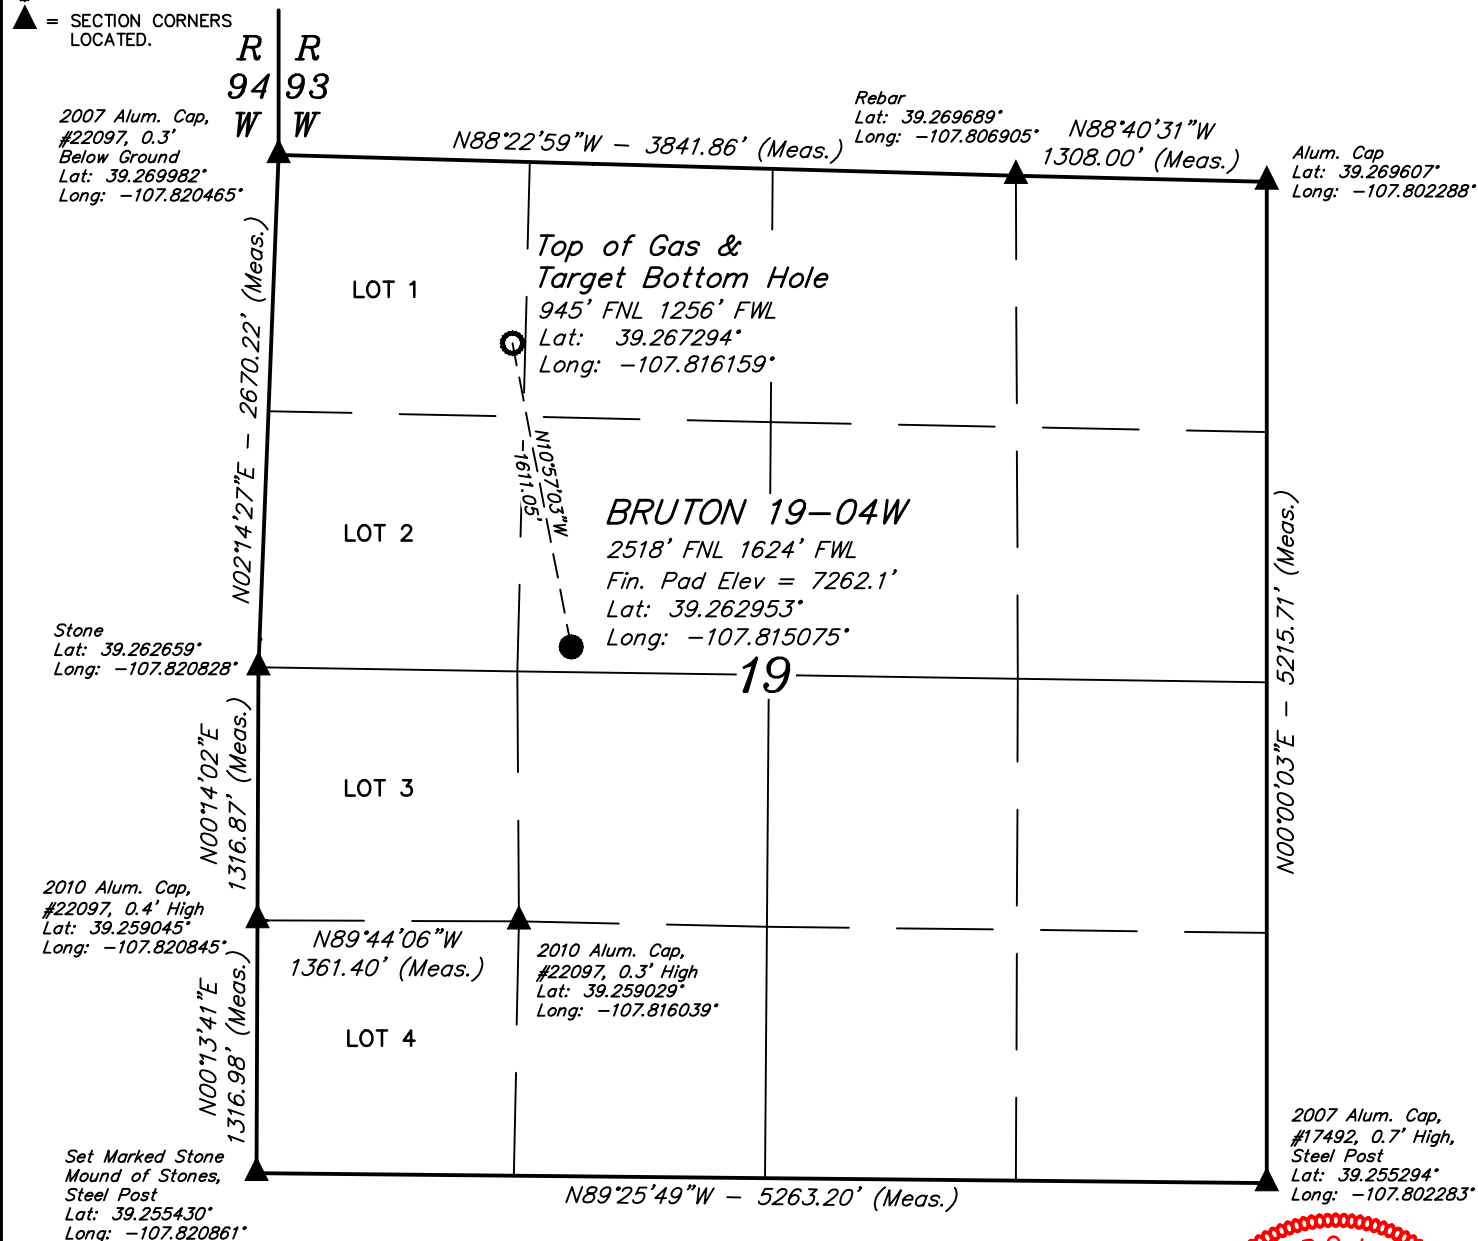 = SECTION CORNERS
LOCATED.
R R
94 93
W W
2007 Alum. Cap,
#22097, 0.3'
Below Ground
Lat: 39.269982°
Long: -107.820465°
N88°22'59"W - 3841.86' (Meas.)
Rebar
Lat: 39.269689°
Long: -107.806905°
N88°40'31"W
1308.00' (Meas.)
Alum. Cap
Lat: 39.269607°
Long: -107.802288°
N02°14'27"E - 2670.22' (Meas.)
LOT 1
Top of Gas &
Target Bottom Hole
945' FNL 1256' FWL
Lat: 39.267294°
Long: -107.816159°
N10°57'03"W
-1611.05'
LOT 2
BRUTON 19-04W
2518' FNL 1624' FWL
Fin. Pad Elev = 7262.1'
Lat: 39.262953°
Long: -107.815075°
N00°00'03"E - 5215.71' (Meas.)
Stone
Lat: 39.262659°
Long: -107.820828°
19
N00°14'02"E
1316.87' (Meas.)
LOT 3
2010 Alum. Cap,
#22097, 0.4' High
Lat: 39.259045°
Long: -107.820845°
N89°44'06"W
1361.40' (Meas.)
2010 Alum. Cap,
#22097, 0.3' High
Lat: 39.259029°
Long: -107.816039°
N00°13'41"E
1316.98' (Meas.)
LOT 4
Set Marked Stone
Mound of Stones,
Steel Post
Lat: 39.255430°
Long: -107.820861°
N89°25'49"W - 5263.20' (Meas.)
2007 Alum. Cap,
#17492, 0.7' High,
Steel Post
Lat: 39.255294°
Long: -107.802283°